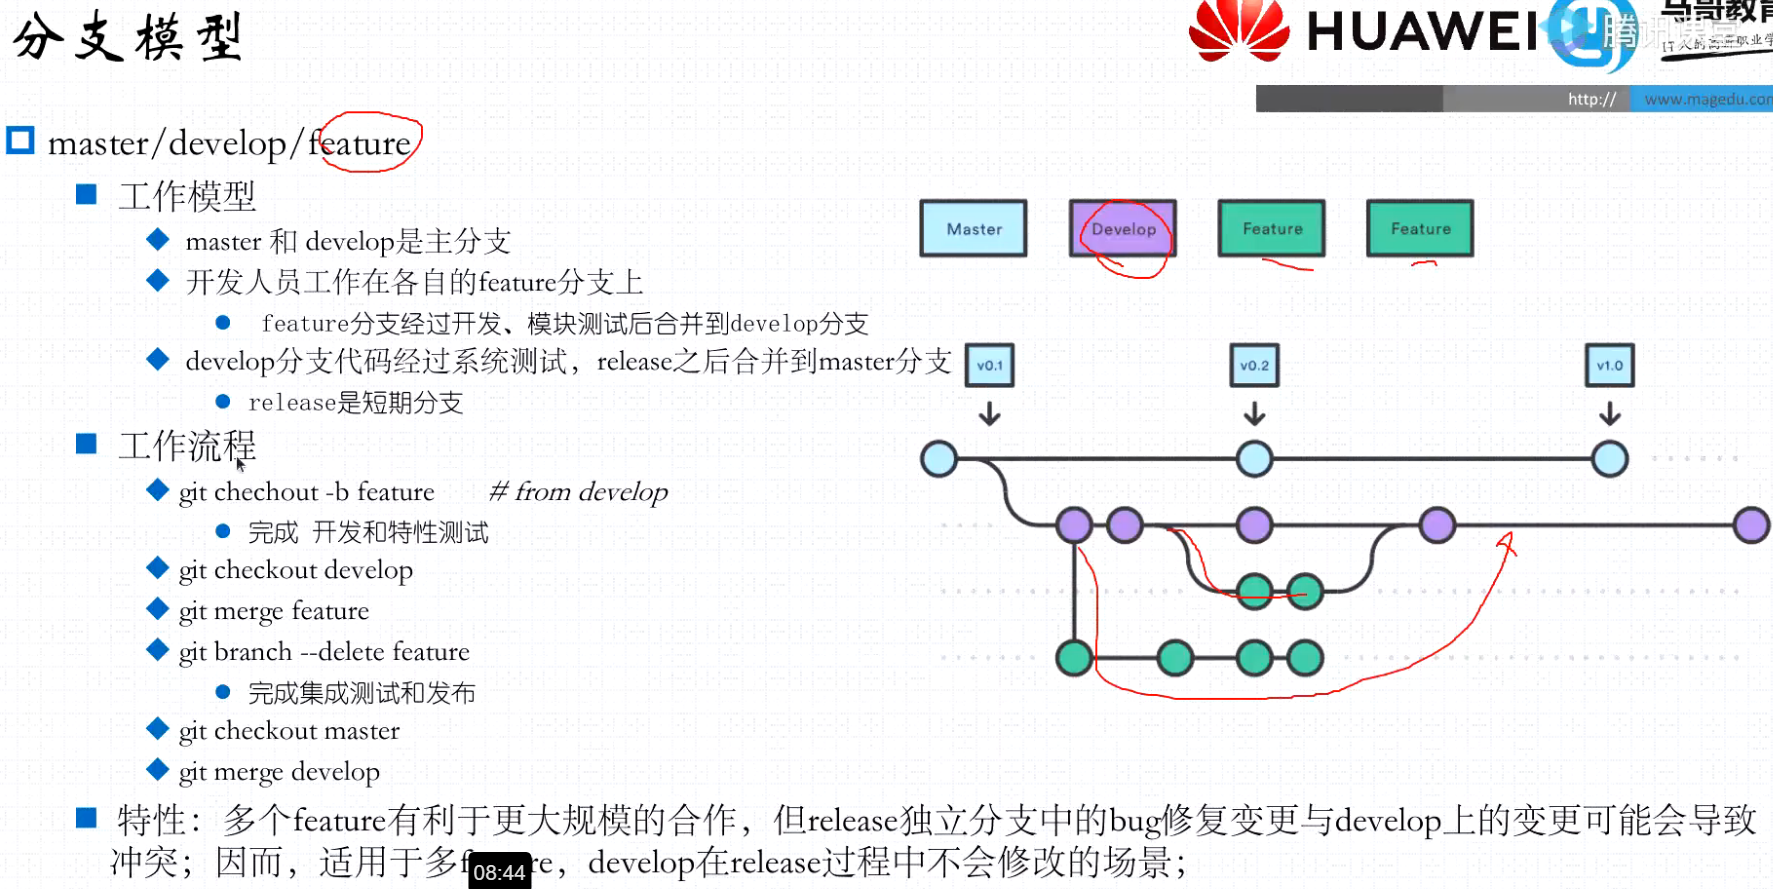 分支模型
HUAWEI
马哥教育
腾讯课堂
IT人的高薪职业学
http://
www.magedu.com
master/develop/feature
工作模型
master 和 develop是主分支
开发人员工作在各自的feature分支上
feature分支经过开发、模块测试后合并到develop分支
develop分支代码经过系统测试，release之后合并到master分支
release是短期分支
工作流程
git chechout -b feature # from develop
完成 开发和特性测试
git checkout develop
git merge feature
git branch --delete feature
完成集成测试和发布
git checkout master
git merge develop
Master Develop Feature Feature
v0.1 v0.2 v1.0
特性：多个feature有利于更大规模的合作，但release独立分支中的bug修复变更与develop上的变更可能会导致
冲突；因而，适用于多f re，develop在release过程中不会修改的场景；
08:44